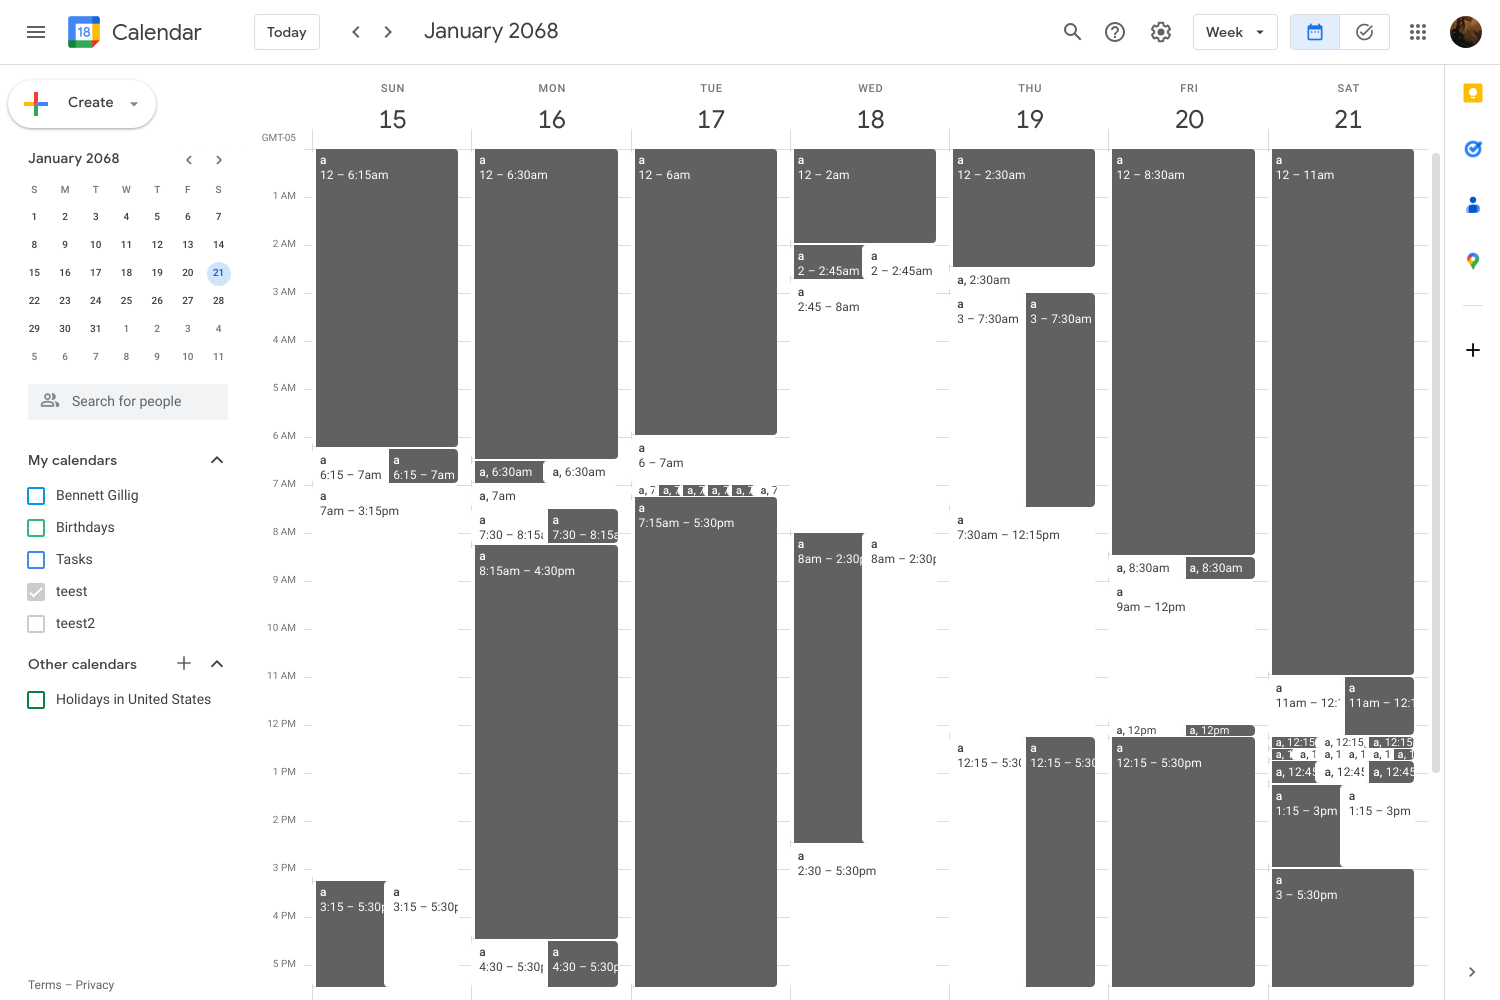 18 Calendar Today January 2068 Week
Create
January 2068
S M T W T F S
1 2 3 4 5 6 7
8 9 10 11 12 13 14
15 16 17 18 19 20 21
22 23 24 25 26 27 28
29 30 31 1 2 3 4
5 6 7 8 9 10 11
Search for people
My calendars
Bennett Gillig
Birthdays
Tasks
teest
teest2
Other calendars
Holidays in United States
Terms – Privacy
GMT-05
1 AM
2 AM
3 AM
4 AM
5 AM
6 AM
7 AM
8 AM
9 AM
10 AM
11 AM
12 PM
1 PM
2 PM
3 PM
4 PM
5 PM
SUN
15
a
12 – 6:15am
a
6:15 – 7am
a
6:15 – 7am
a
7am – 3:15pm
a
3:15 – 5:30p
a
3:15 – 5:30p
MON
16
a
12 – 6:30am
a, 6:30am
a, 6:30am
a, 7am
a
7:30 – 8:15a
a
7:30 – 8:15a
a
8:15am – 4:30pm
a
4:30 – 5:30p
a
4:30 – 5:30p
TUE
17
a
12 – 6am
a
6 – 7am
a, 7 a, 7 a, 7 a, 7 a, 7 a, 7
a
7:15am – 5:30pm
WED
18
a
12 – 2am
a
2 – 2:45am
a
2 – 2:45am
a
2:45 – 8am
a
8am – 2:30p
a
8am – 2:30p
a
2:30 – 5:30pm
THU
19
a
12 – 2:30am
a, 2:30am
a
3 – 7:30am
a
3 – 7:30am
a
7:30am – 12:15pm
a
12:15 – 5:30
a
12:15 – 5:30
FRI
20
a
12 – 8:30am
a, 8:30am
a, 8:30am
a
9am – 12pm
a, 12pm
a, 12pm
a
12:15 – 5:30pm
SAT
21
a
12 – 11am
a
11am – 12:
a
11am – 12:1
a, 12:15 a, 12:15 a, 12:15
a, 1 a, 1 a, 1 a, 1 a, 1 a, 1
a, 12:45 a, 12:45 a, 12:45
a
1:15 – 3pm
a
1:15 – 3pm
a
3 – 5:30pm